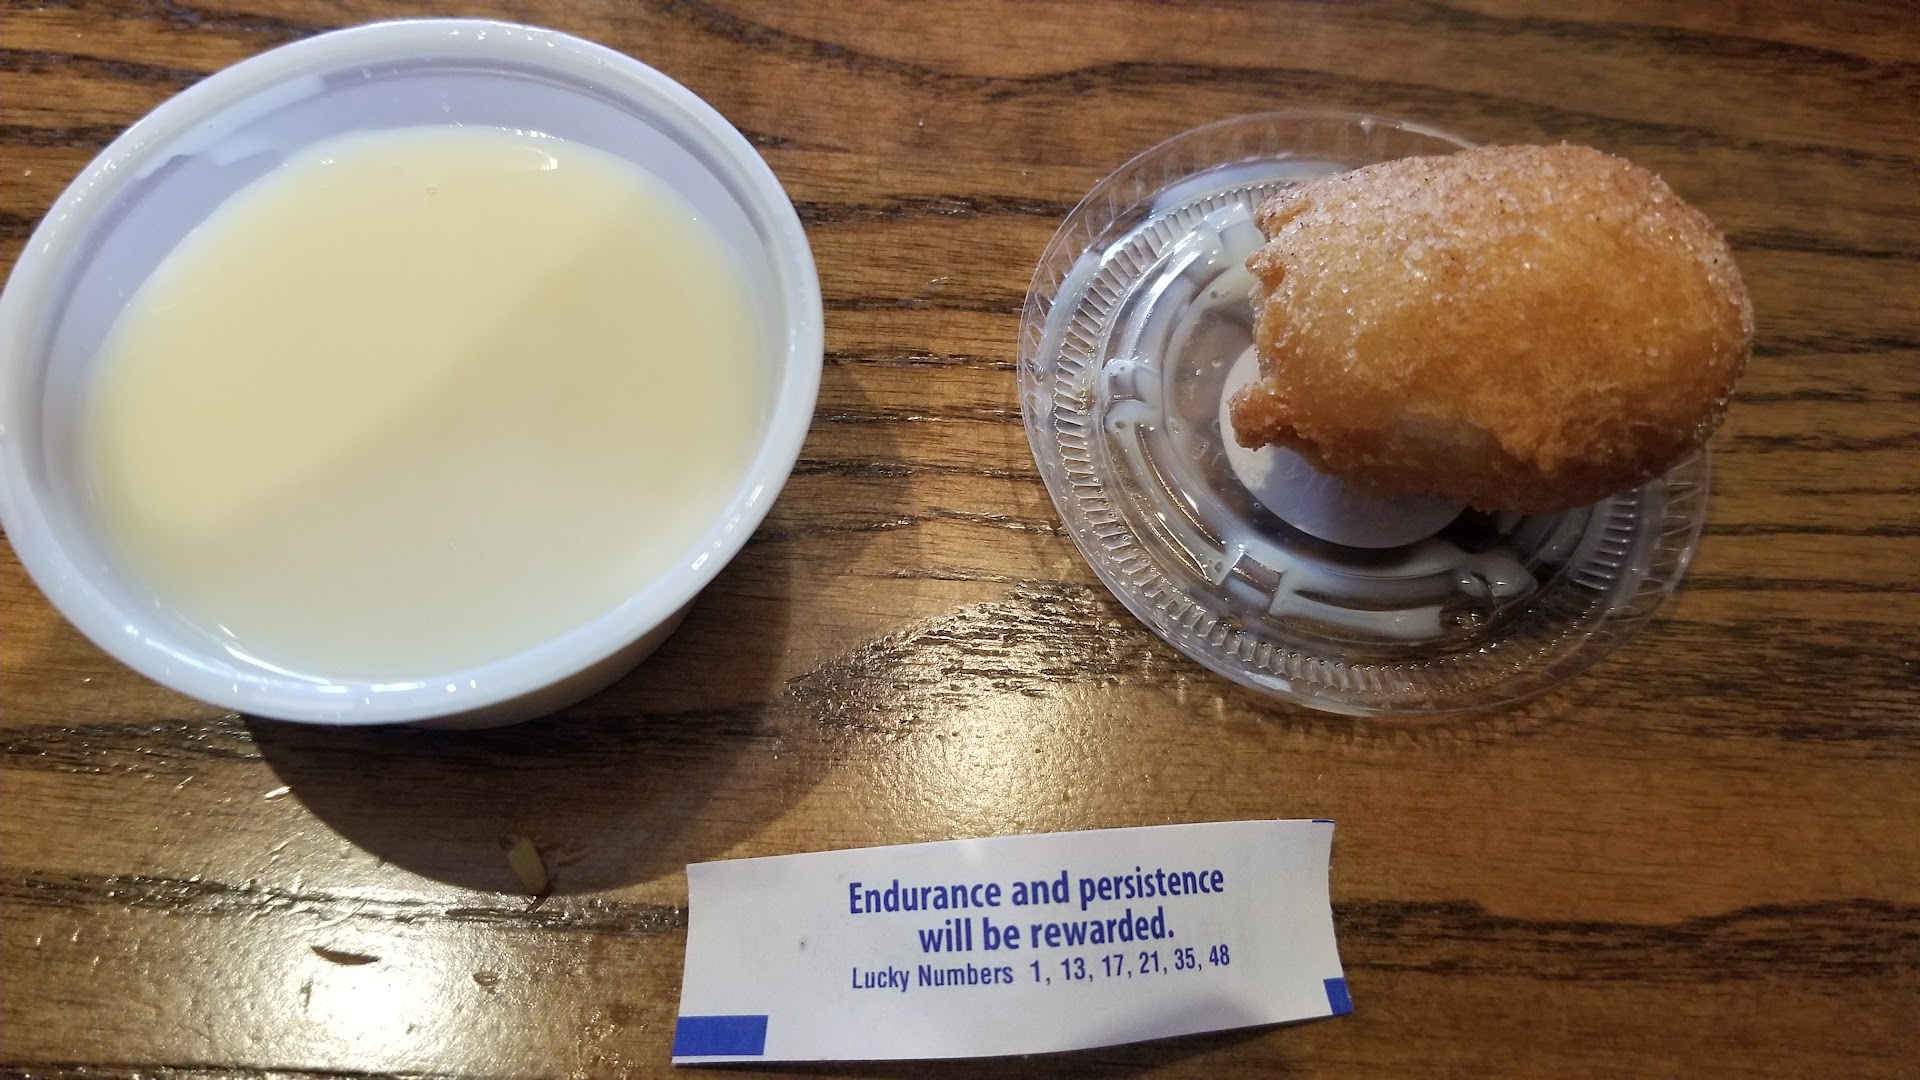 Endurance and persistence
will be rewarded.
Lucky Numbers 1, 13, 17, 21, 35, 48